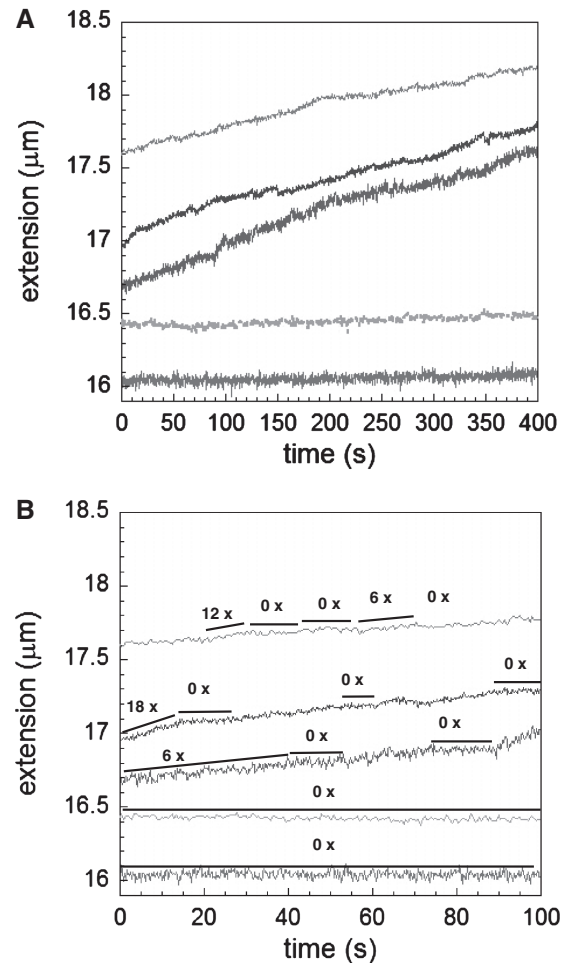 A
18.5
18
17.5
17
16.5
16
extension (μm)
0 50 100 150 200 250 300 350 400
time (s)
B
18.5
18
17.5
17
16.5
16
extension (μm)
12 x 0 x 0 x 6 x 0 x
18 x 0 x 0 x 0 x
6 x 0 x 0 x
0 x
0 x
0 20 40 60 80 100
time (s)